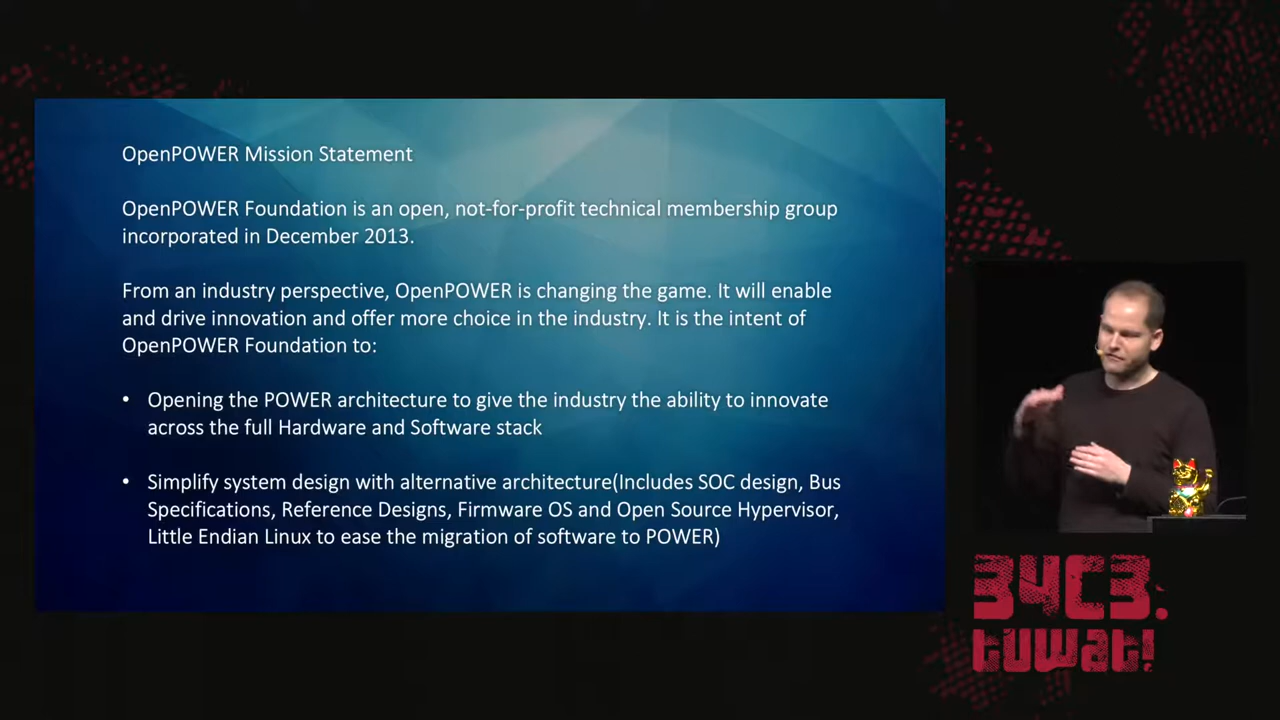 OpenPOWER Mission Statement
OpenPOWER Foundation is an open, not-for-profit technical membership group
incorporated in December 2013.
From an industry perspective, OpenPOWER is changing the game. It will enable
and drive innovation and offer more choice in the industry. It is the intent of
OpenPOWER Foundation to:
• Opening the POWER architecture to give the industry the ability to innovate
across the full Hardware and Software stack
• Simplify system design with alternative architecture(Includes SOC design, Bus
Specifications, Reference Designs, Firmware OS and Open Source Hypervisor,
Little Endian Linux to ease the migration of software to POWER)
34C3.
tuwat!